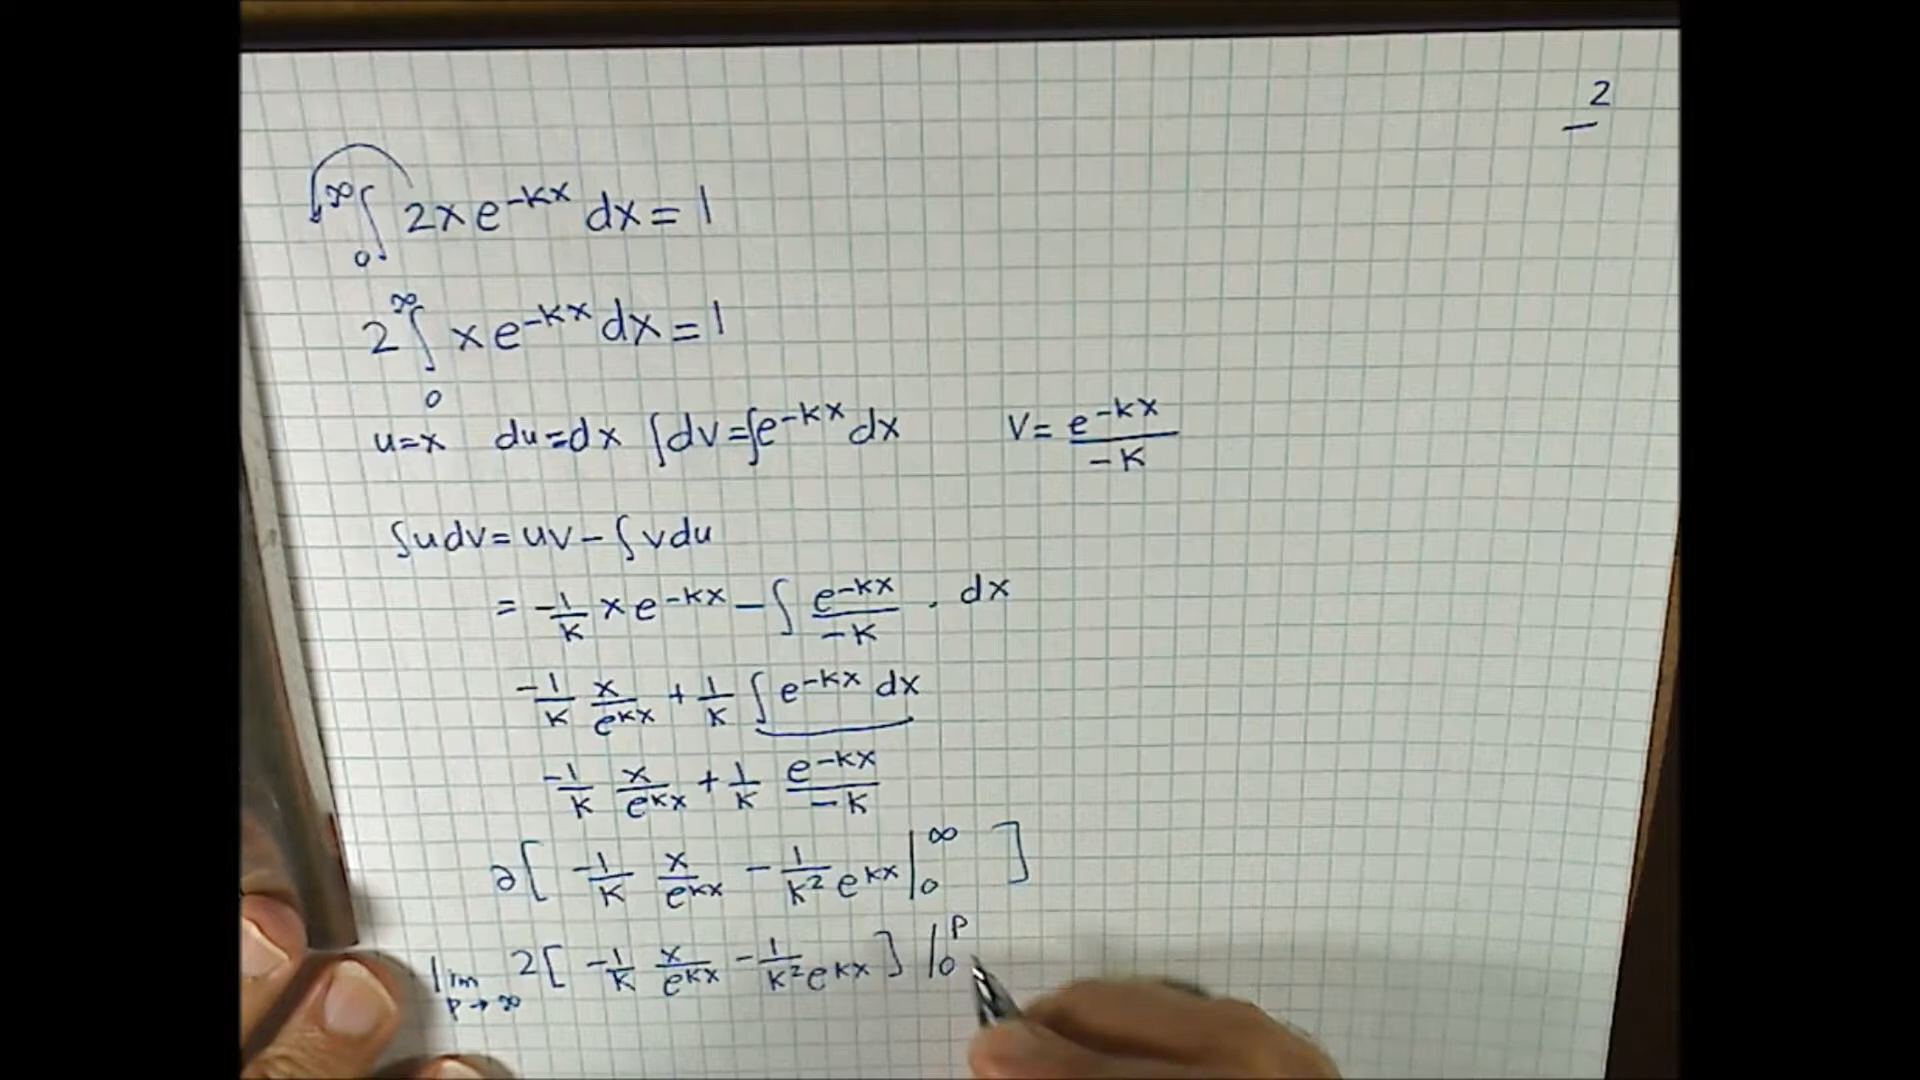 2
∞∫0 2xe^-kx dx = 1
2 ∞∫0 xe^-kx dx = 1
u=x du=dx ∫dv=∫e^-kx dx v= e^-kx/-k
∫udv= uv - ∫vdu
= -1/k xe^-kx - ∫ e^-kx/-k . dx
-1/k x/e^kx + 1/k ∫ e^-kx dx
-1/k x/e^kx + 1/k e^-kx/-k
2[ -1/k x/e^kx - 1/k²e^kx |0^∞ ]
lim p→∞ 2[ -1/k x/e^kx - 1/k²e^kx ] |0^p